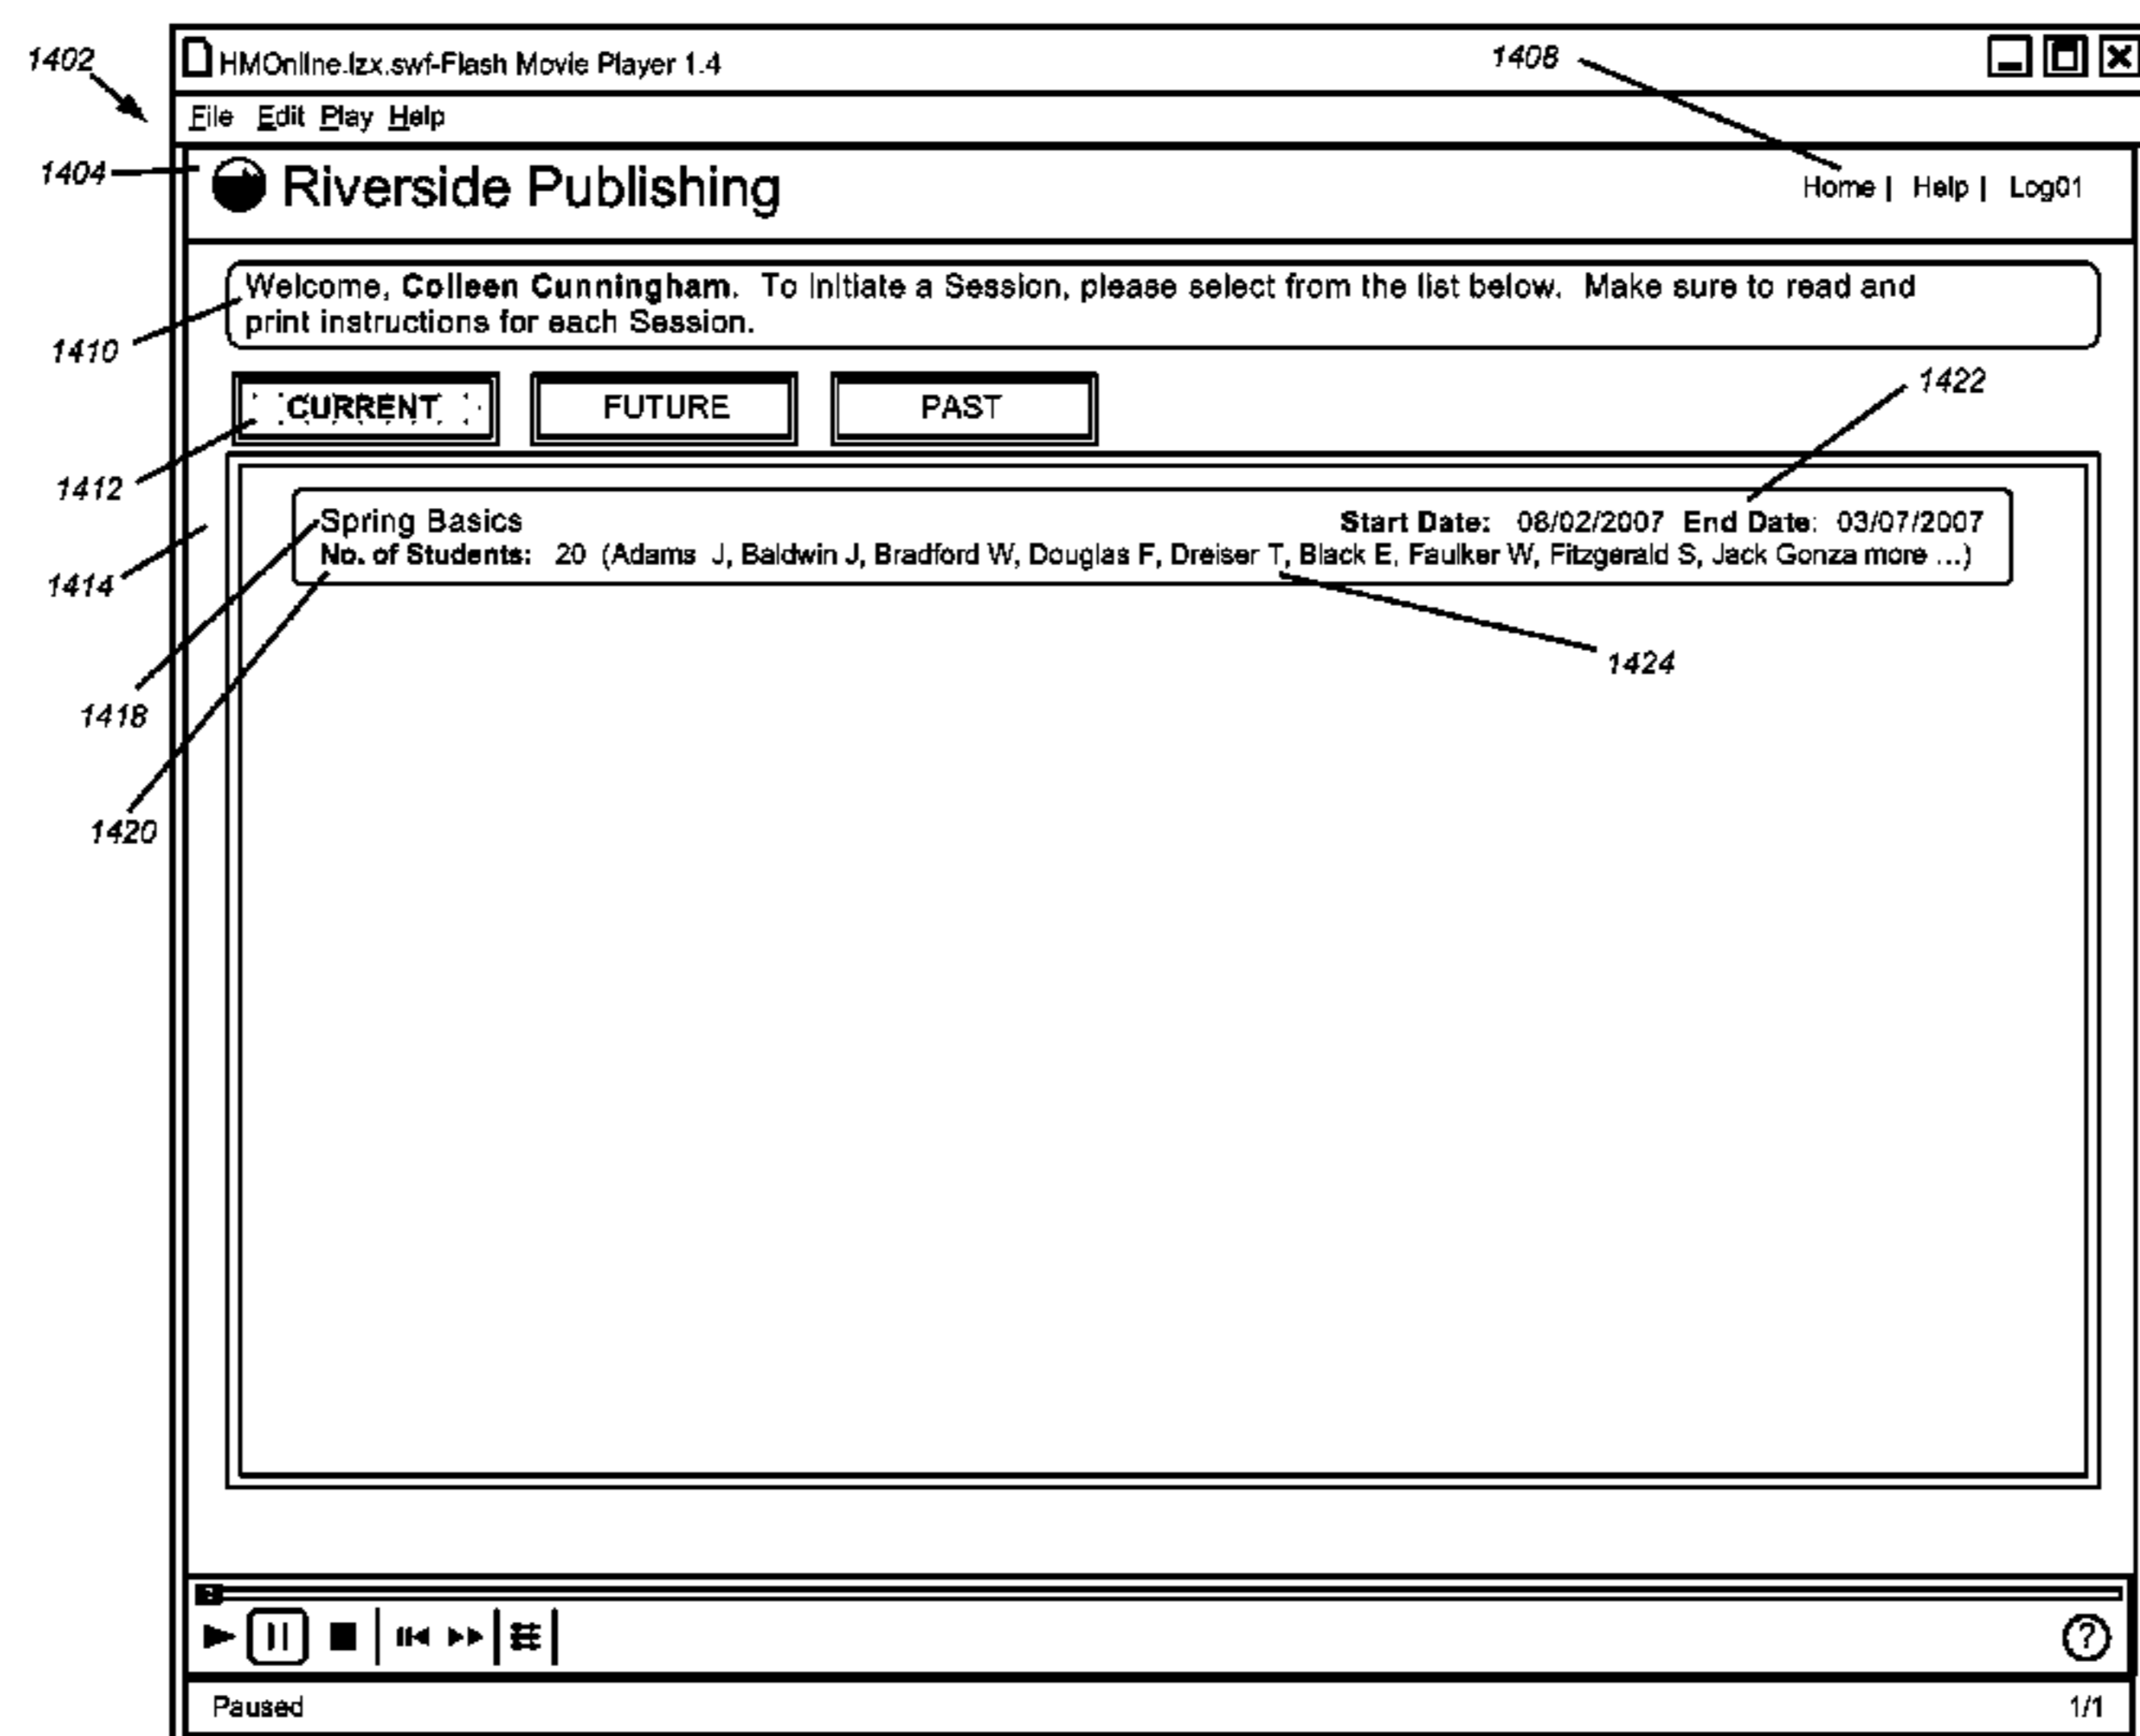 1402
HMOnline.lzx.swf-Flash Movie Player 1.4
1408
File Edit Play Help
1404
Riverside Publishing
Home | Help | Log01
Welcome, Colleen Cunningham. To Initiate a Session, please select from the list below. Make sure to read and
print instructions for each Session.
1410
1422
CURRENT
FUTURE
PAST
1412
Spring Basics
Start Date: 08/02/2007 End Date: 03/07/2007
No. of Students: 20 (Adams J, Baldwin J, Bradford W, Douglas F, Dreiser T, Black E, Faulker W, Fitzgerald S, Jack Gonza more ...)
1414
1424
1418
1420
?
Paused
1/1